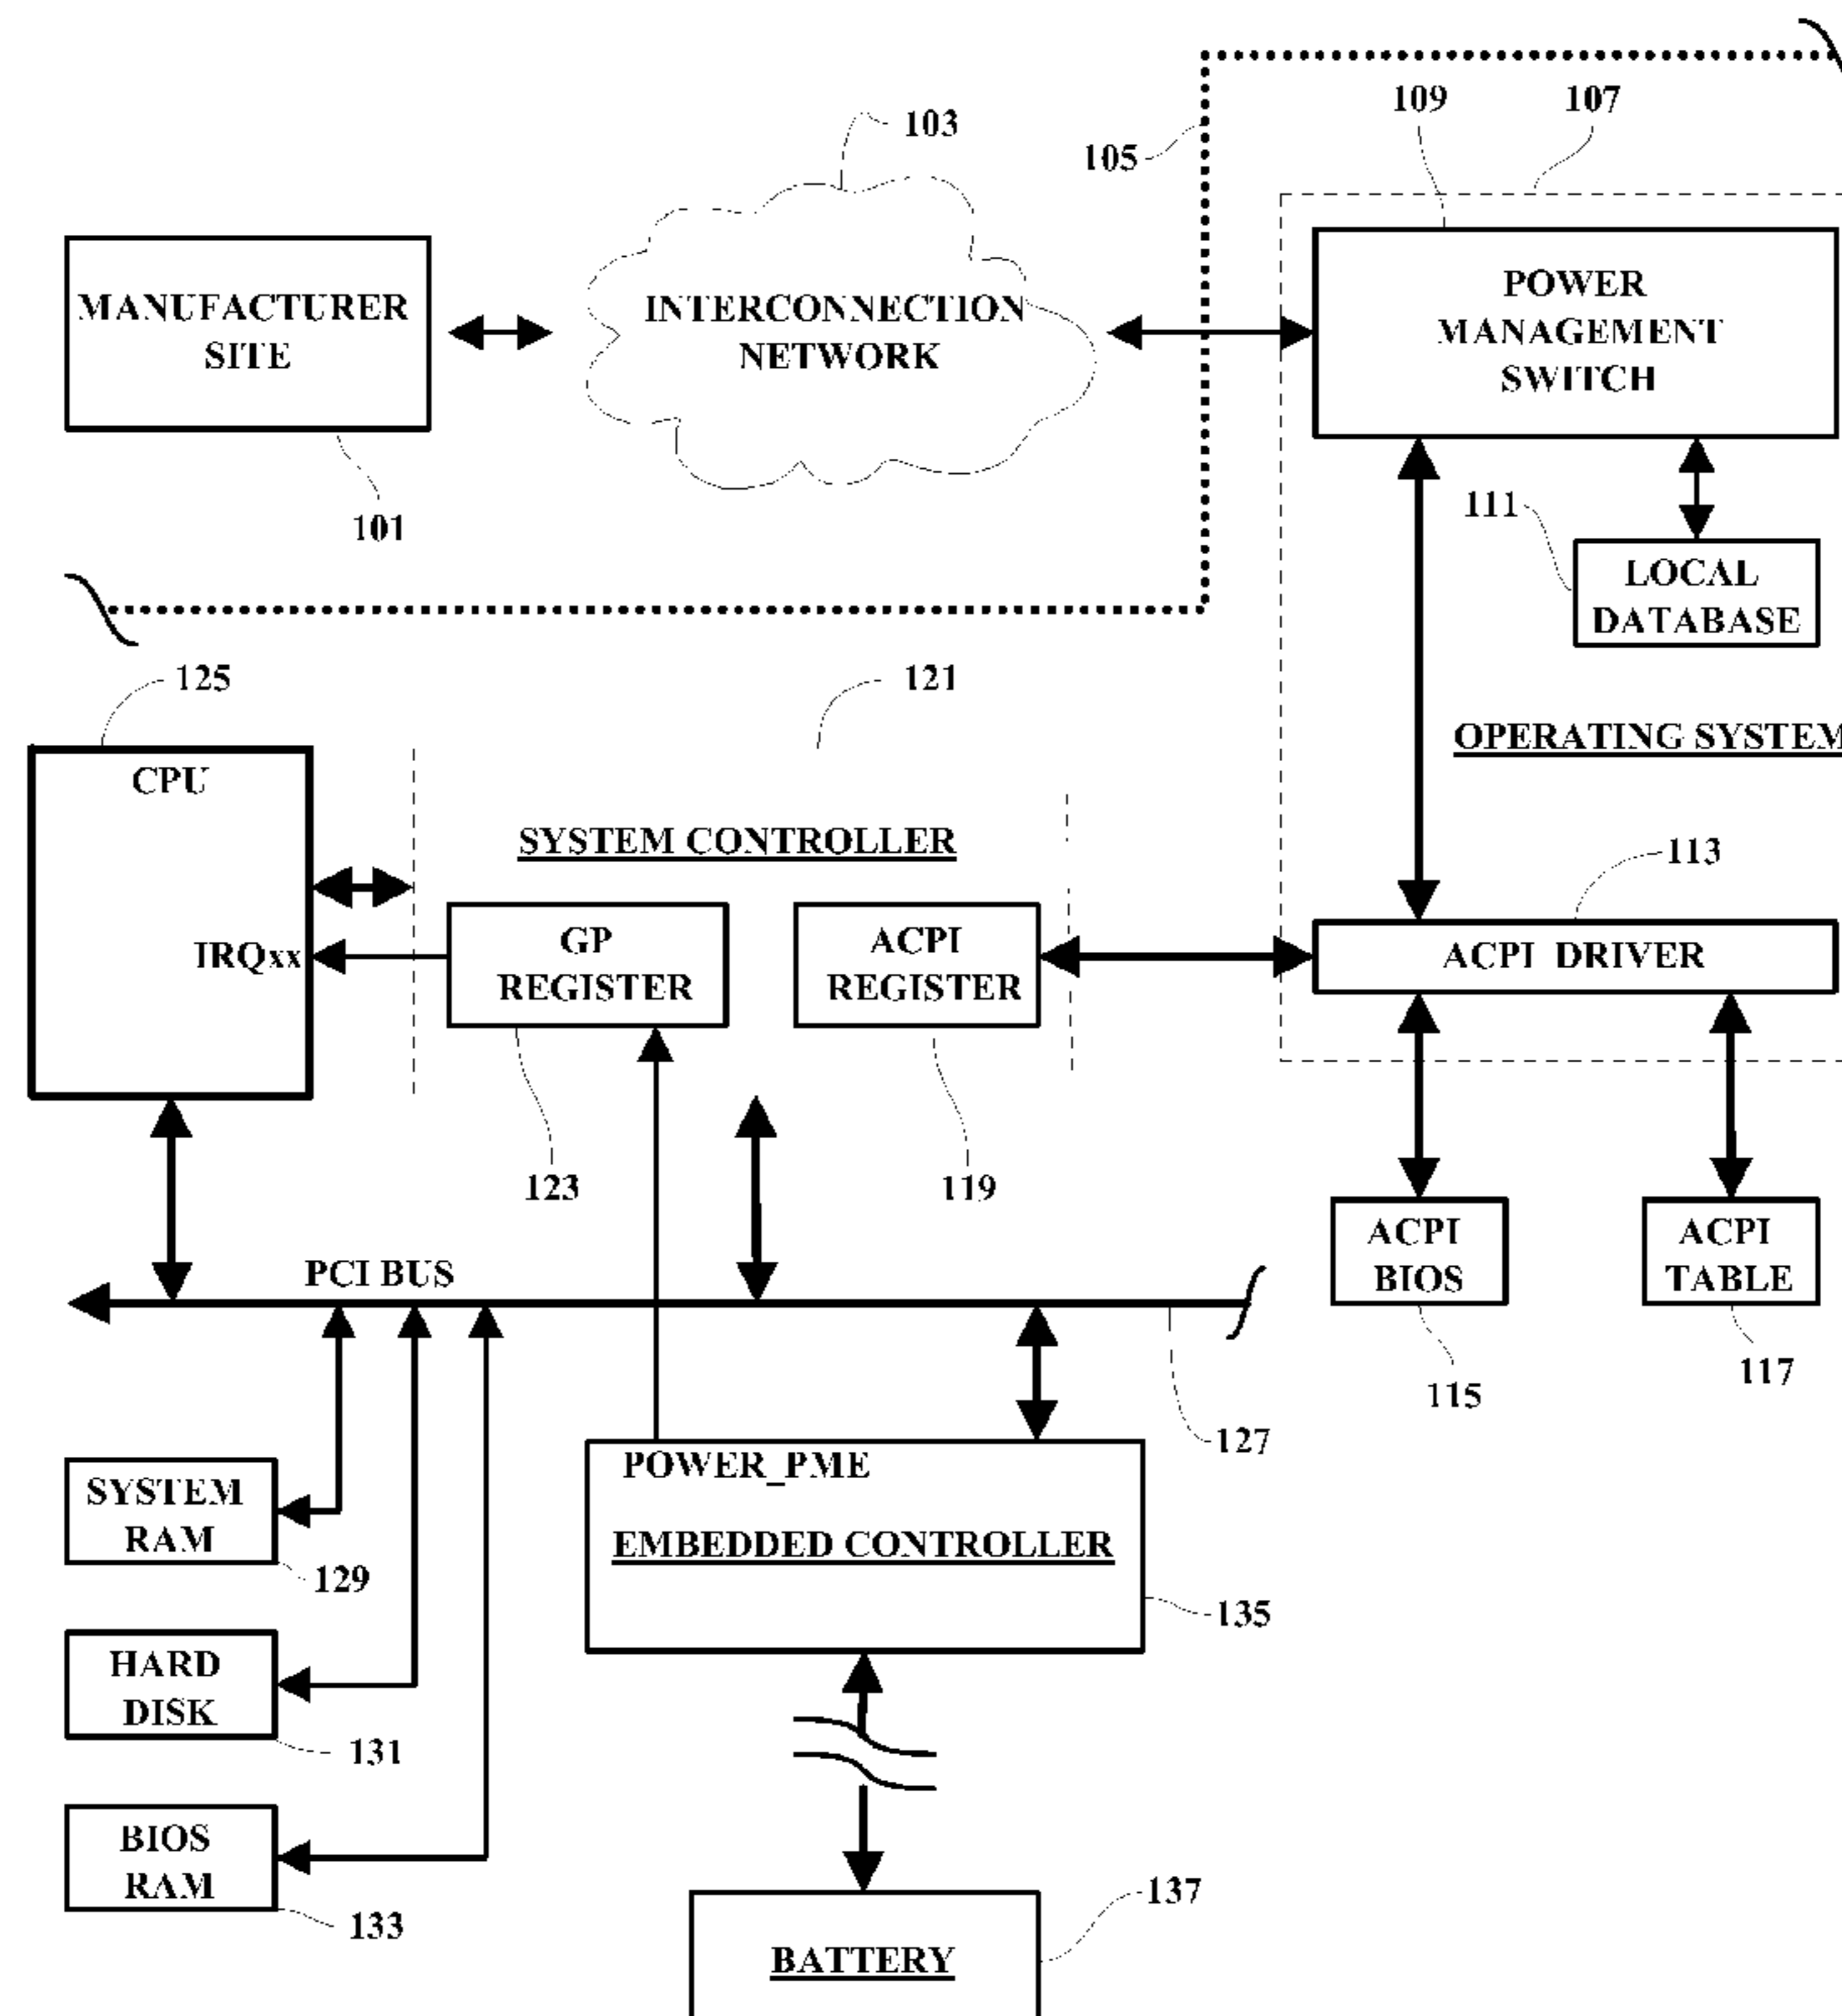 109
107
103
105
MANUFACTURER
SITE
INTERCONNECTION
NETWORK
POWER
MANAGEMENT
SWITCH
101
111
LOCAL
DATABASE
125
121
OPERATING SYSTEM
CPU
SYSTEM CONTROLLER
113
IRQxx
GP
REGISTER
ACPI
REGISTER
ACPI DRIVER
123
119
ACPI
BIOS
ACPI
TABLE
PCI BUS
115
117
127
POWER_PME
EMBEDDED CONTROLLER
SYSTEM
RAM
129
135
HARD
DISK
131
BIOS
RAM
133
137
BATTERY